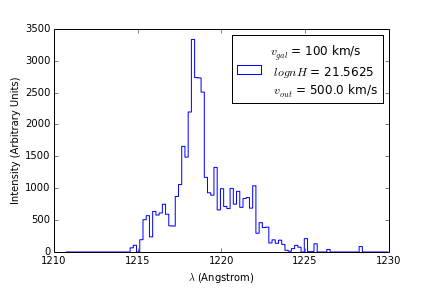 3500
3000
2500
2000
1500
1000
500
0
Intensity (Arbitrary Units)
v_gal = 100 km/s
lognH = 21.5625
v_out = 500.0 km/s
1210 1215 1220 1225 1230
λ (Angstrom)